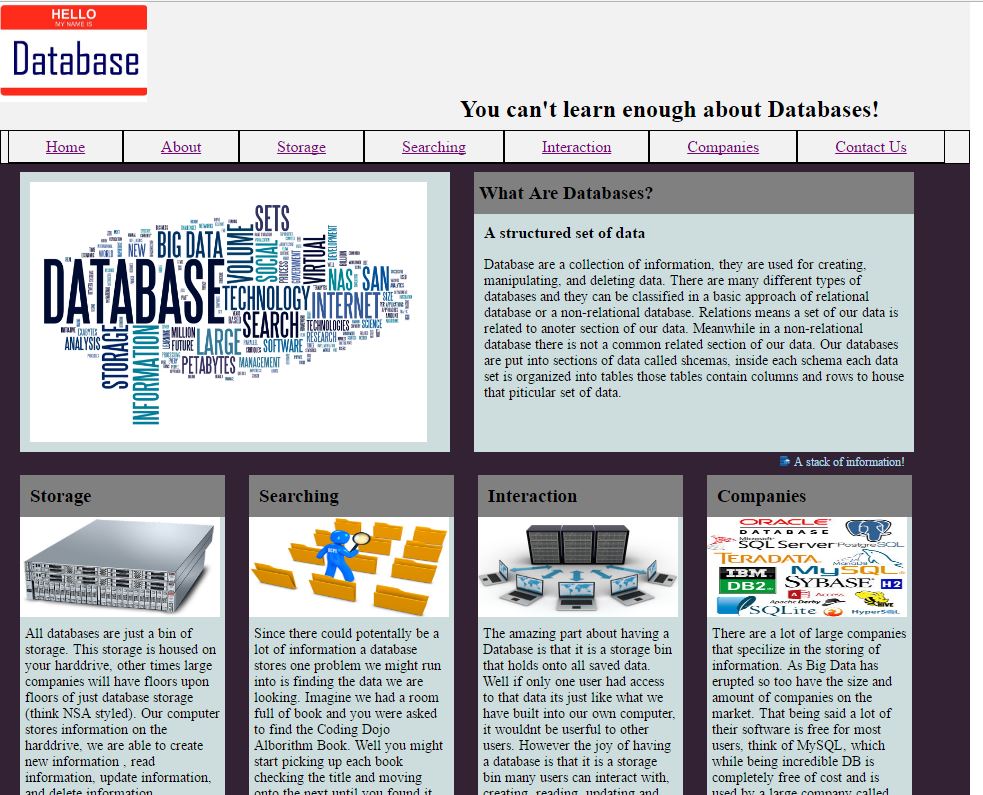 HELLO
MY NAME IS
Database
You can't learn enough about Databases!
Home About Storage Searching Interaction Companies Contact Us
SETS
BIG DATA
NEW
WORLD
VOLUME
SOCIAL
PROCESS
GOVERNMENT
VIRTUAL
DEVELOPMENT
NAS
SAN
DATABASE
TECHNOLOGY
INTERNET
SIZE
SEARCH
TECHNOLOGIES
SCIENCE
RESEARCH
ANALYSIS
STORAGE
INFORMATION
MILLION
FUTURE
LARGE
SOFTWARE
PETABYTES
MANAGEMENT
What Are Databases?
A structured set of data
Database are a collection of information, they are used for creating,
manipulating, and deleting data. There are many different types of
databases and they can be classified in a basic approach of relational
database or a non-relational database. Relations means a set of our data is
related to anoter section of our data. Meanwhile in a non-relational
database there is not a common related section of our data. Our databases
are put into sections of data called shcemas, inside each schema each data
set is organized into tables those tables contain columns and rows to house
that piticular set of data.
A stack of information!
Storage
All databases are just a bin of
storage. This storage is housed on
your harddrive, other times large
companies will have floors upon
floors of just database storage
(think NSA styled). Our computer
stores information on the
harddrive, we are able to create
new information , read
information, update information,
and delete information
Searching
Since there could potentally be a
lot of information a database
stores one problem we might run
into is finding the data we are
looking. Imagine we had a room
full of book and you were asked
to find the Coding Dojo
Alborithm Book. Well you might
start picking up each book
checking the title and moving
onto the next until you found it
Interaction
The amazing part about having a
Database is that it is a storage bin
that holds onto all saved data.
Well if only one user had access
to that data its just like what we
have built into our own computer,
it wouldnt be userful to other
users. However the joy of having
a database is that it is a storage
bin many users can interact with,
creating, reading, updating and
Companies
ORACLE
DATABASE
Microsoft
SQL Server
PostgreSQL
TERADATA
MariaDB
IBM
DB2
MySQL
SYBASE
H2
Access
Apache Derby
HIVE
SQLite
HyperSQL
There are a lot of large companies
that specilize in the storing of
information. As Big Data has
erupted so too have the size and
amount of companies on the
market. That being said a lot of
their software is free for most
users, think of MySQL, which
while being incredible DB is
completely free of cost and is
used by a large company called